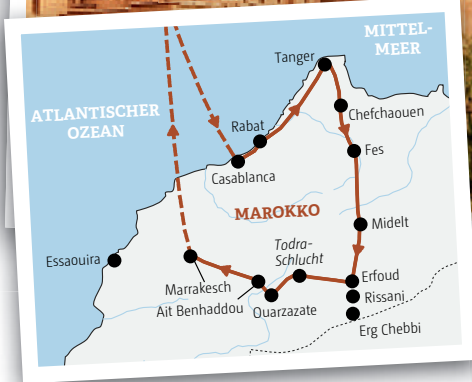 MITTEL-
MEER
Tanger
ATLANTISCHER
OZEAN
Chefchaouen
Rabat
Fes
Casablanca
MAROKKO
Midelt
Todra-
Schlucht
Essaouira
Erfoud
Marrakesch
Rissani
Ait Benhaddou
Ouarzazate
Erg Chebbi